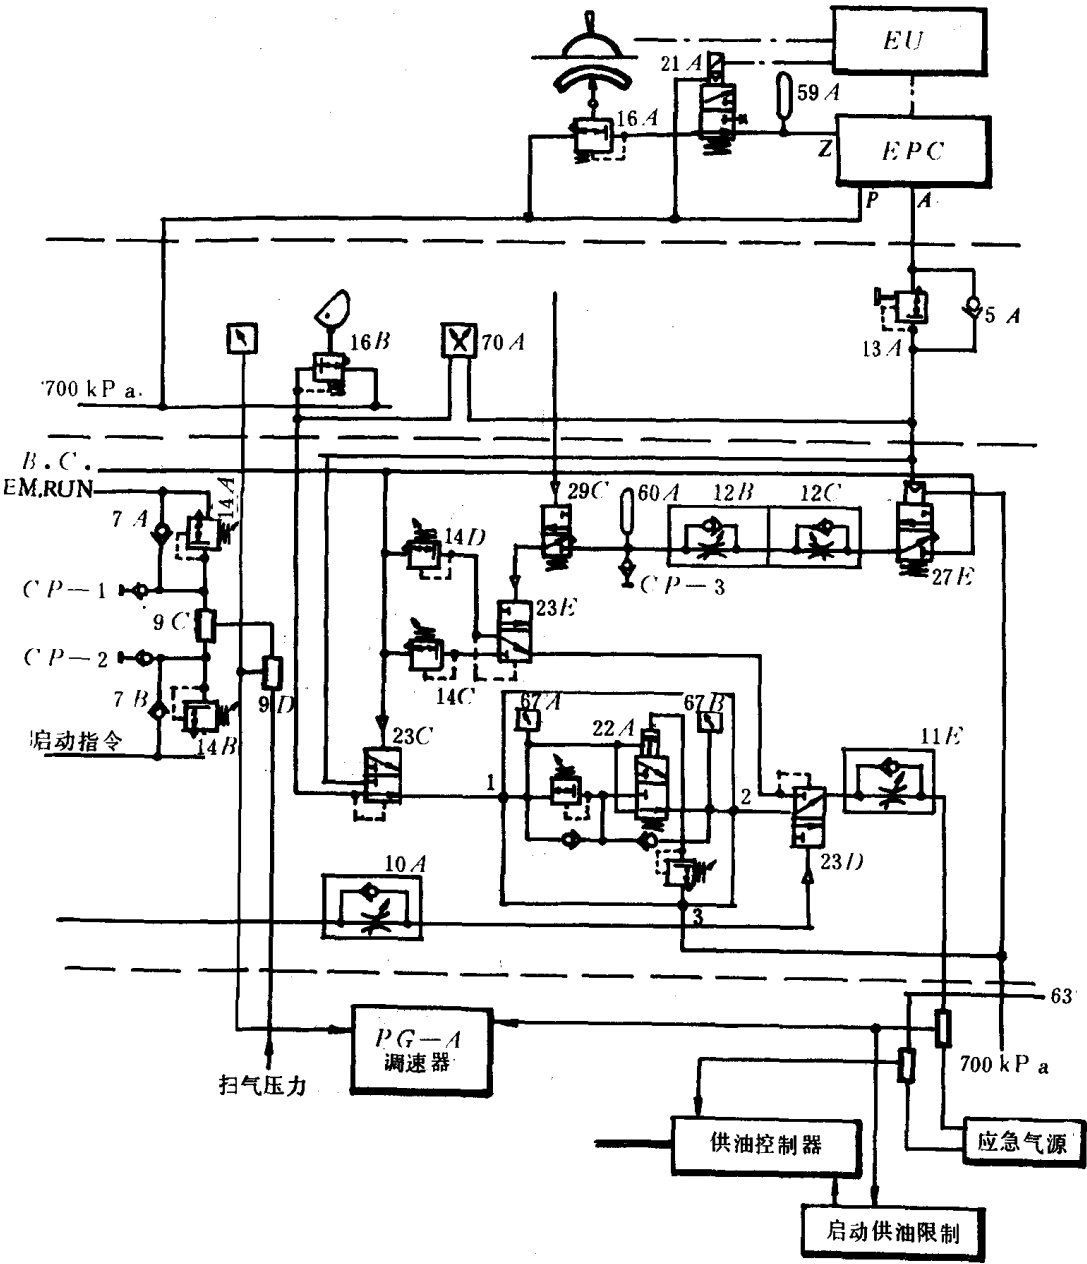 EU
21A
59A
16A
Z
EPC
P
A
5A
13A
16B
70A
700 kPa
B.C.
EM.RUN
14A
7A
CP-1
9C
CP-2
7B
9D
14B
启动指令
29C
60A
12B
12C
14D
27E
CP-3
23E
14C
67A
67B
23C
22A
11E
1
2
23D
10A
3
63
PG-A
调速器
扫气压力
700 kPa
供油控制器
应急气源
启动供油限制